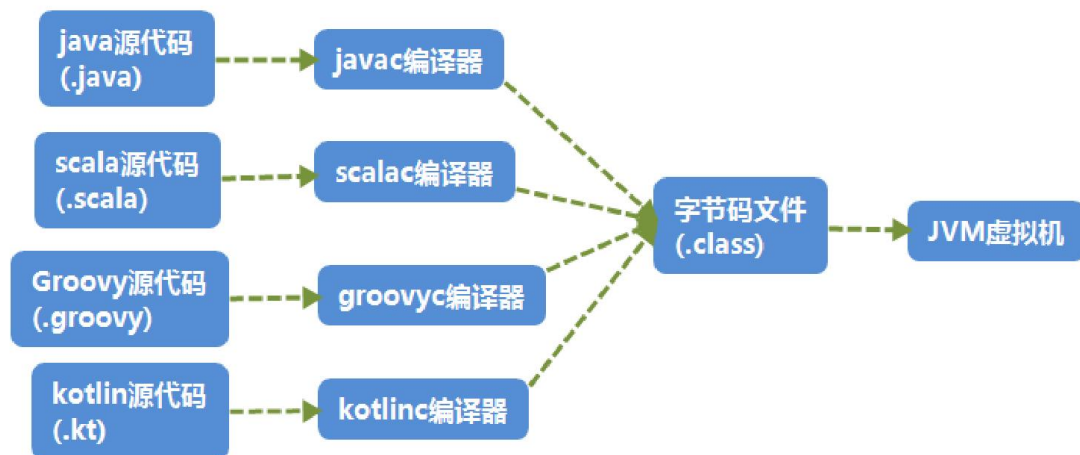 java源代码
(.java)
javac编译器
scala源代码
(.scala)
scalac编译器
字节码文件
(.class)
JVM虚拟机
Groovy源代码
(.groovy)
groovyc编译器
kotlin源代码
(.kt)
kotlinc编译器